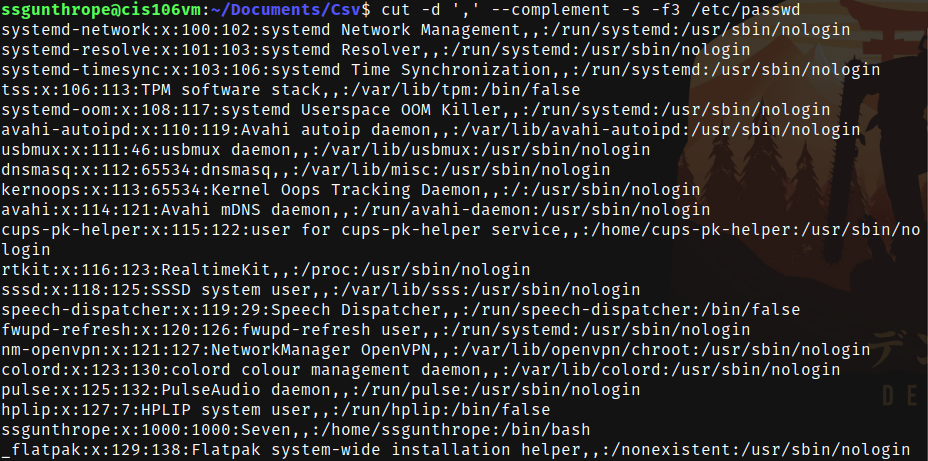 ssgunthrope@cis106vm:~/Documents/Csv$ cut -d ',' --complement -s -f3 /etc/passwd
systemd-network:x:100:102:systemd Network Management,,:/run/systemd:/usr/sbin/nologin
systemd-resolve:x:101:103:systemd Resolver,,:/run/systemd:/usr/sbin/nologin
systemd-timesync:x:103:106:systemd Time Synchronization,,:/run/systemd:/usr/sbin/nologin
tss:x:106:113:TPM software stack,,:/var/lib/tpm:/bin/false
systemd-oom:x:108:117:systemd Userspace OOM Killer,,:/run/systemd:/usr/sbin/nologin
avahi-autoipd:x:110:119:Avahi autoip daemon,,:/var/lib/avahi-autoipd:/usr/sbin/nologin
usbmux:x:111:46:usbmux daemon,,:/var/lib/usbmux:/usr/sbin/nologin
dnsmasq:x:112:65534:dnsmasq,,:/var/lib/misc:/usr/sbin/nologin
kernoops:x:113:65534:Kernel Oops Tracking Daemon,,:/:/usr/sbin/nologin
avahi:x:114:121:Avahi mDNS daemon,,:/run/avahi-daemon:/usr/sbin/nologin
cups-pk-helper:x:115:122:user for cups-pk-helper service,,:/home/cups-pk-helper:/usr/sbin/no
login
rtkit:x:116:123:RealtimeKit,,:/proc:/usr/sbin/nologin
sssd:x:118:125:SSSD system user,,:/var/lib/sss:/usr/sbin/nologin
speech-dispatcher:x:119:29:Speech Dispatcher,,:/run/speech-dispatcher:/bin/false
fwupd-refresh:x:120:126:fwupd-refresh user,,:/run/systemd:/usr/sbin/nologin
nm-openvpn:x:121:127:NetworkManager OpenVPN,,:/var/lib/openvpn/chroot:/usr/sbin/nologin
colord:x:123:130:colord colour management daemon,,:/var/lib/colord:/usr/sbin/nologin
pulse:x:125:132:PulseAudio daemon,,:/run/pulse:/usr/sbin/nologin
hplip:x:127:7:HPLIP system user,,:/run/hplip:/bin/false
ssgunthrope:x:1000:1000:Seven,,:/home/ssgunthrope:/bin/bash
_flatpak:x:129:138:Flatpak system-wide installation helper,,:/nonexistent:/usr/sbin/nologin